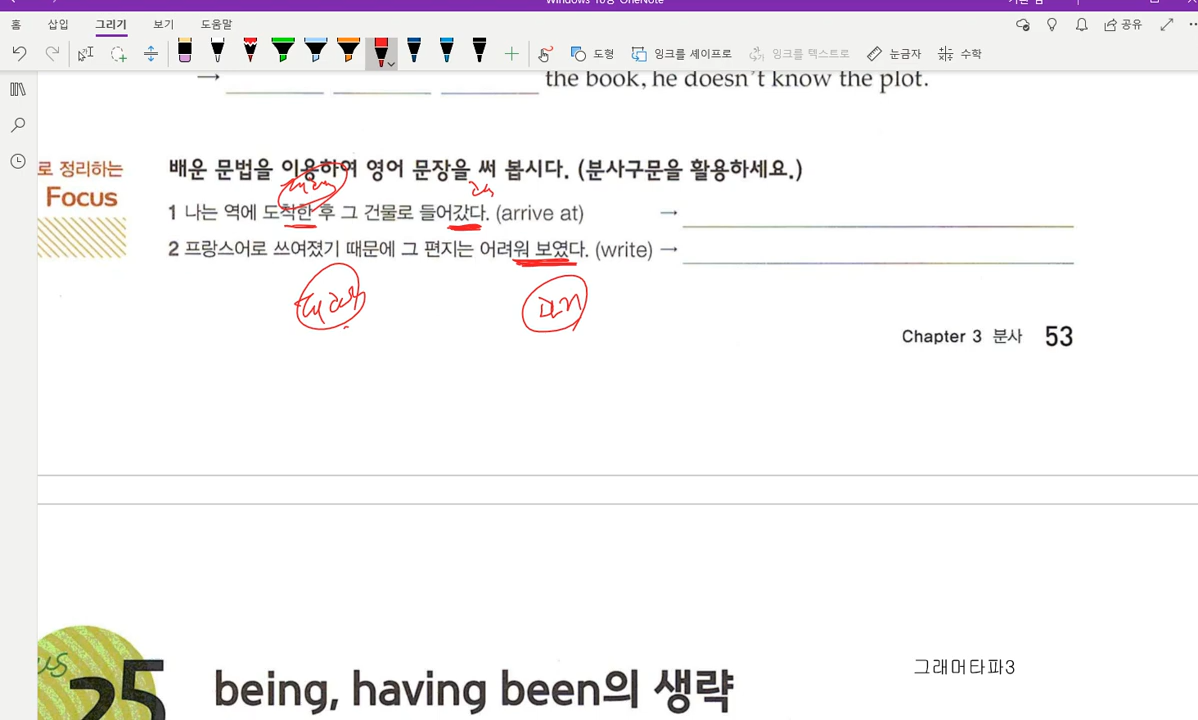 Windows 10용 OneNote
홈 삽입 그리기 보기 도움말
공유
도형 잉크를 셰이프로 잉크를 텍스트로 눈금자 수학
→ the book, he doesn't know the plot.
로 정리하는
Focus
배운 문법을 이용하여 영어 문장을 써 봅시다. (분사구문을 활용하세요.)
1 나는 역에 도착한 후 그 건물로 들어갔다. (arrive at) →
2 프랑스어로 쓰여졌기 때문에 그 편지는 어려워 보였다. (write) →
Chapter 3 분사 53
25
being, having been의 생략
그래머타파3